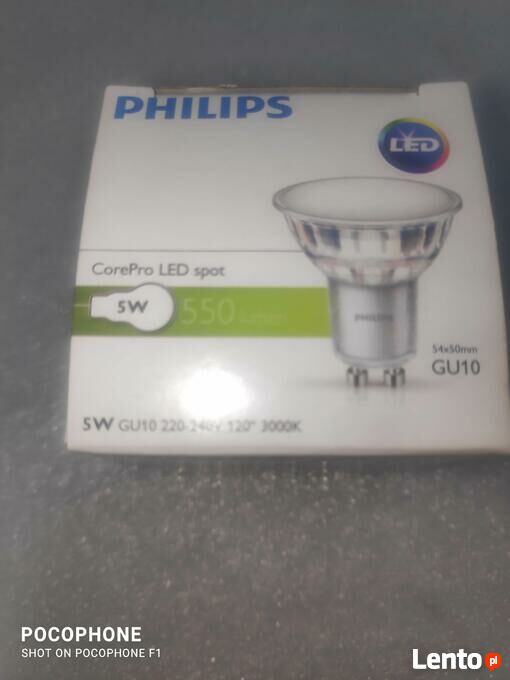 PHILIPS
LED
CorePro LED spot
5W
550 lumen
PHILIPS
54x50mm
GU10
5W GU10 220-240V 120° 3000K
POCOPHONE
SHOT ON POCOPHONE F1
Lento pl